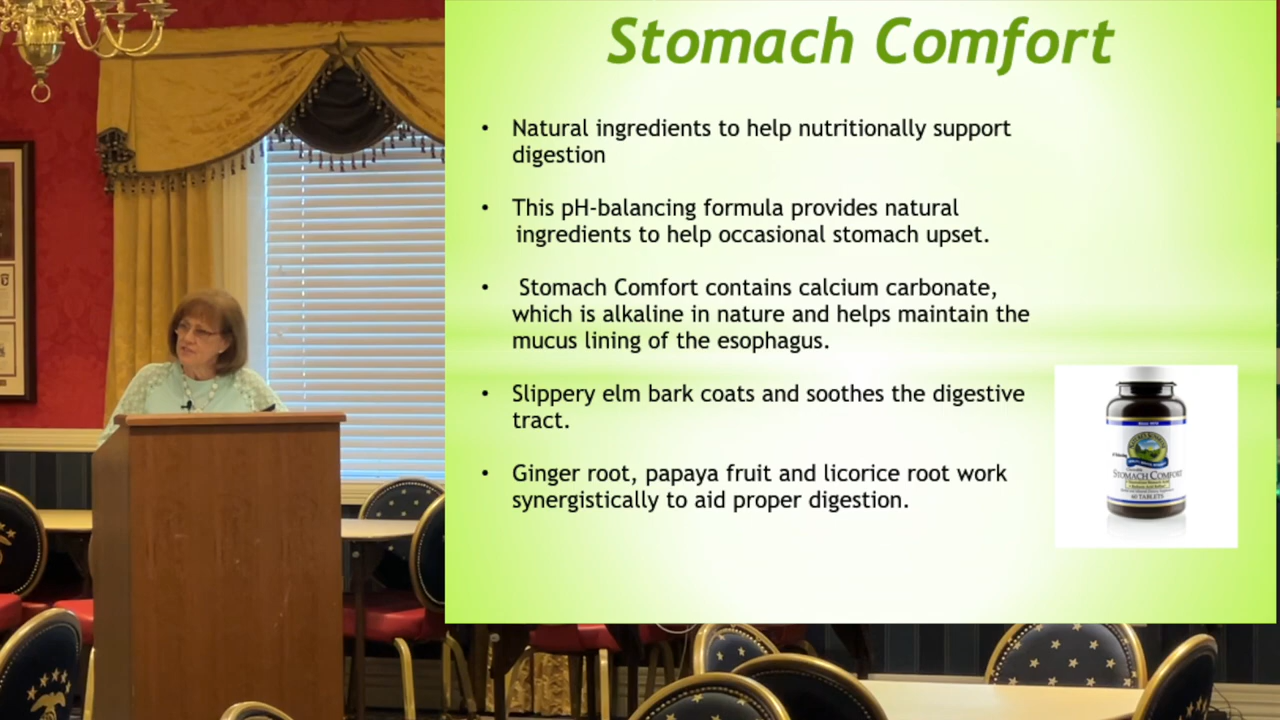 Stomach Comfort
• Natural ingredients to help nutritionally support
digestion
• This pH-balancing formula provides natural
ingredients to help occasional stomach upset.
• Stomach Comfort contains calcium carbonate,
which is alkaline in nature and helps maintain the
mucus lining of the esophagus.
• Slippery elm bark coats and soothes the digestive
tract.
• Ginger root, papaya fruit and licorice root work
synergistically to aid proper digestion.
STOMACH COMFORT
60 TABLETS